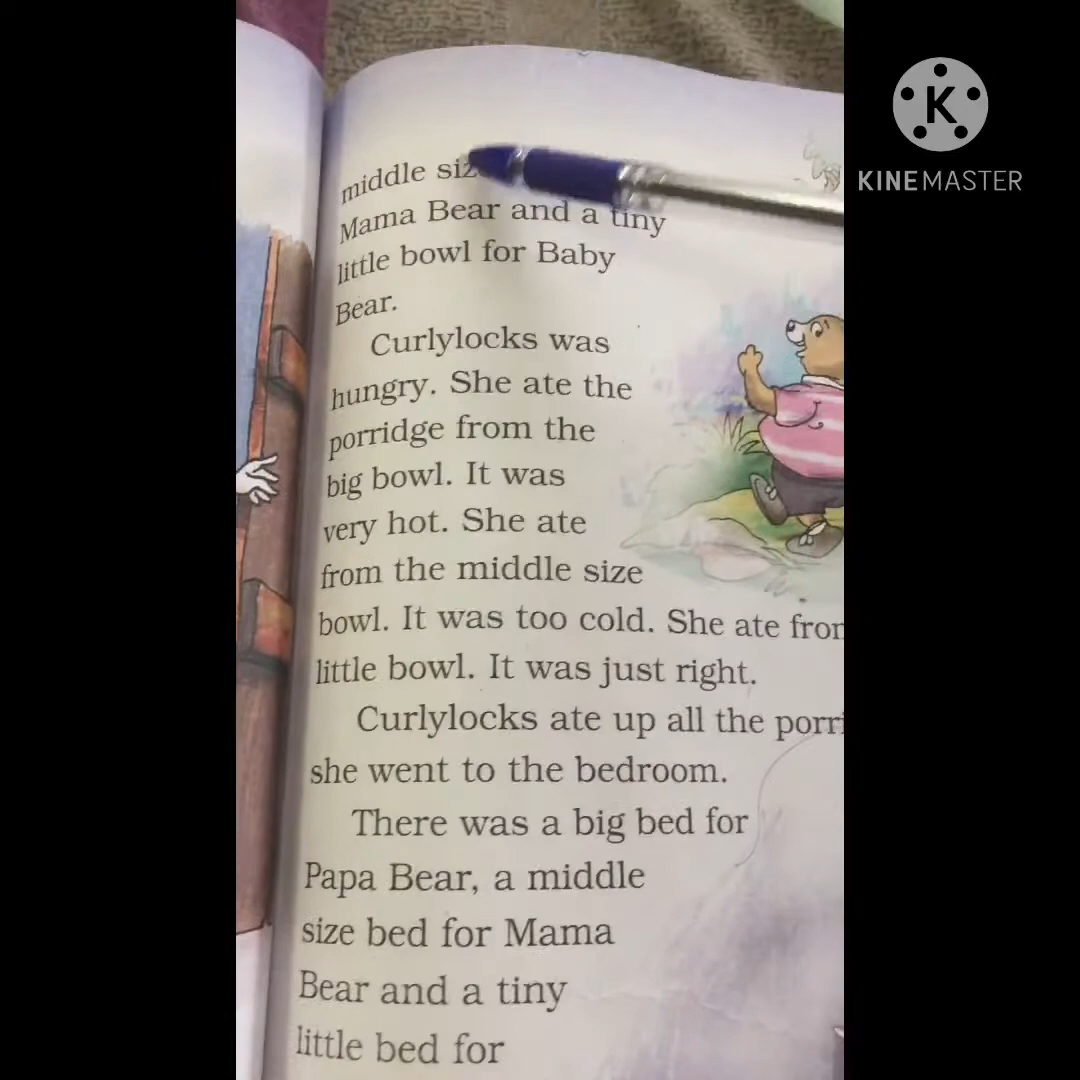 middle
Mama Bear and a tiny
little bowl for Baby
Bear.
Curlylocks was
hungry. She ate the
porridge from the
big bowl. It was
very hot. She ate
from the middle size
bowl. It was too cold. She ate
little bowl. It was just right.
Curlylocks ate up all the
she went to the bedroom.
There was a big bed for
Papa Bear, a middle
size bed for Mama
Bear and a tiny
little bed for
K
KINEMASTER